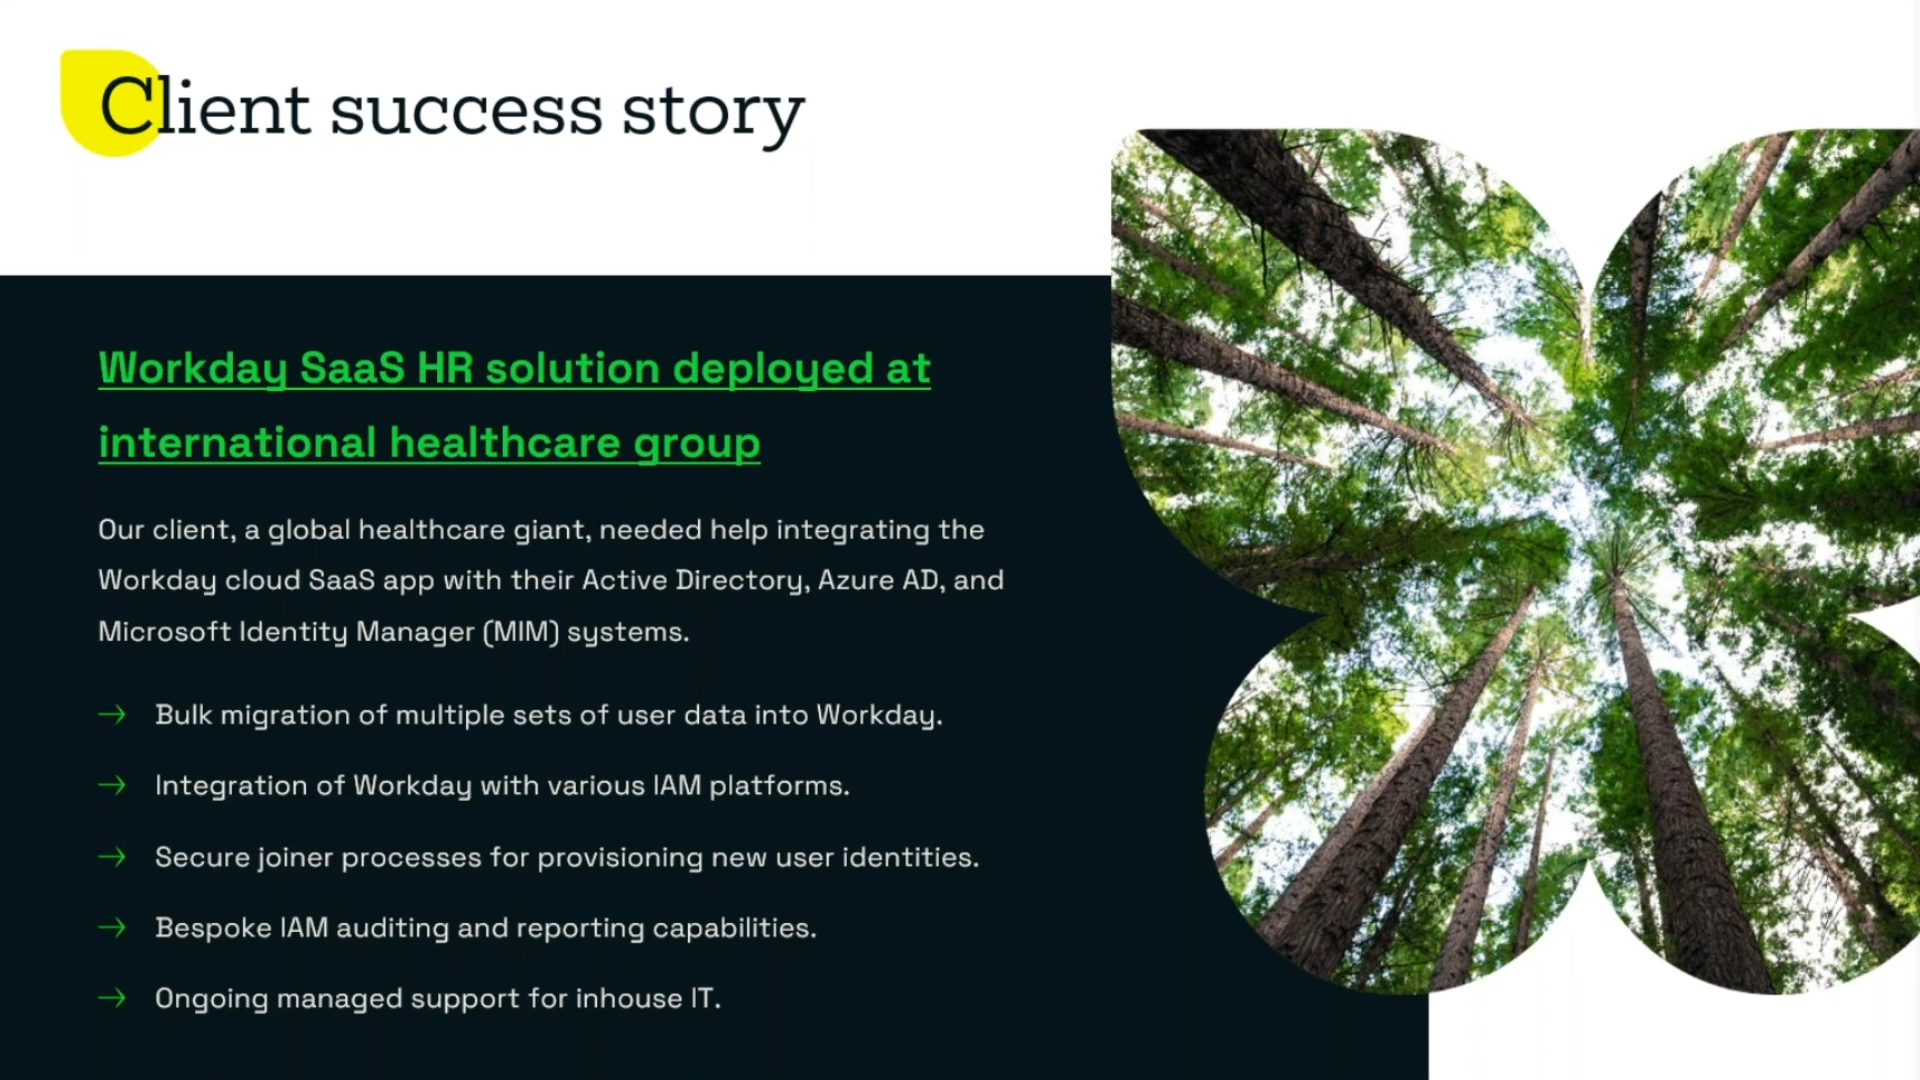 Client success story
Workday SaaS HR solution deployed at
international healthcare group
Our client, a global healthcare giant, needed help integrating the
Workday cloud SaaS app with their Active Directory, Azure AD, and
Microsoft Identity Manager (MIM) systems.
→ Bulk migration of multiple sets of user data into Workday.
→ Integration of Workday with various IAM platforms.
→ Secure joiner processes for provisioning new user identities.
→ Bespoke IAM auditing and reporting capabilities.
→ Ongoing managed support for inhouse IT.